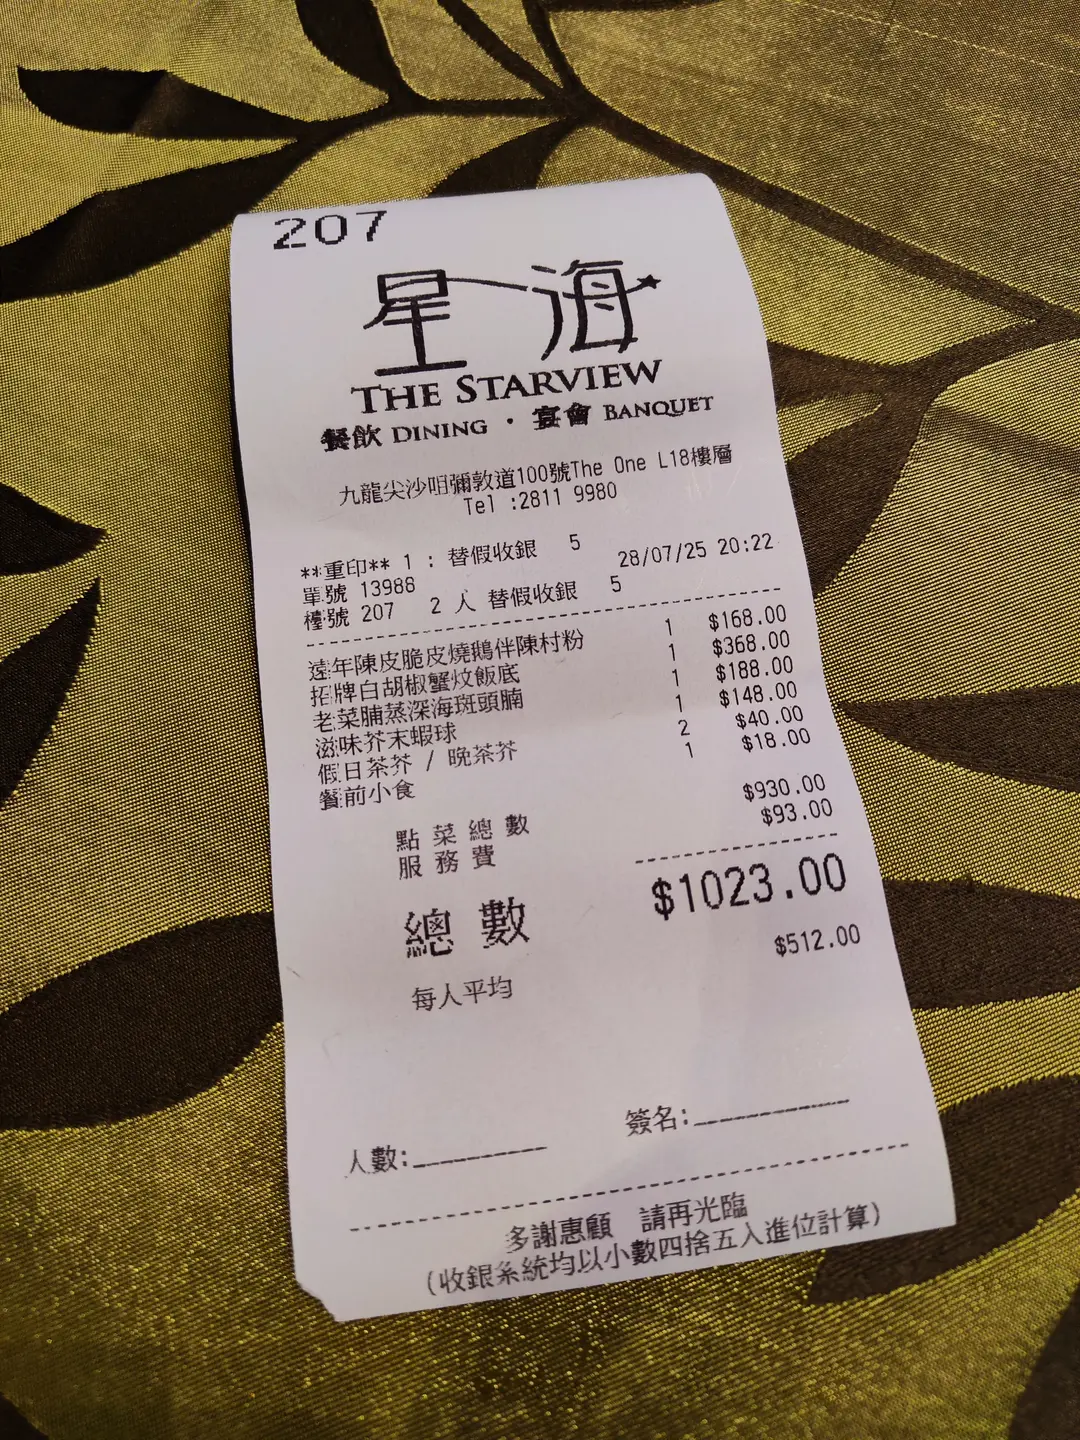 207
星海
THE STARVIEW
餐飲 DINING · 宴會 BANQUET
九龍尖沙咀彌敦道100號The One L18樓層
Tel :2811 9980
**重印** 1 : 替假收銀 5
單號 13988 28/07/25 20:22
檯號 207 2 人 替假收銀 5
遠年陳皮脆皮燒鵝伴陳村粉 1 $168.00
招牌白胡椒蟹炆飯底 1 $368.00
老菜脯蒸深海斑頭腩 1 $188.00
滋味芥末蝦球 1 $148.00
假日茶芥 / 晚茶芥 2 $40.00
餐前小食 1 $18.00
點菜總數 $930.00
服務費 $93.00
總數 $1023.00
每人平均 $512.00
人數: 簽名:
多謝惠顧 請再光臨
(收銀系統均以小數四捨五入進位計算)